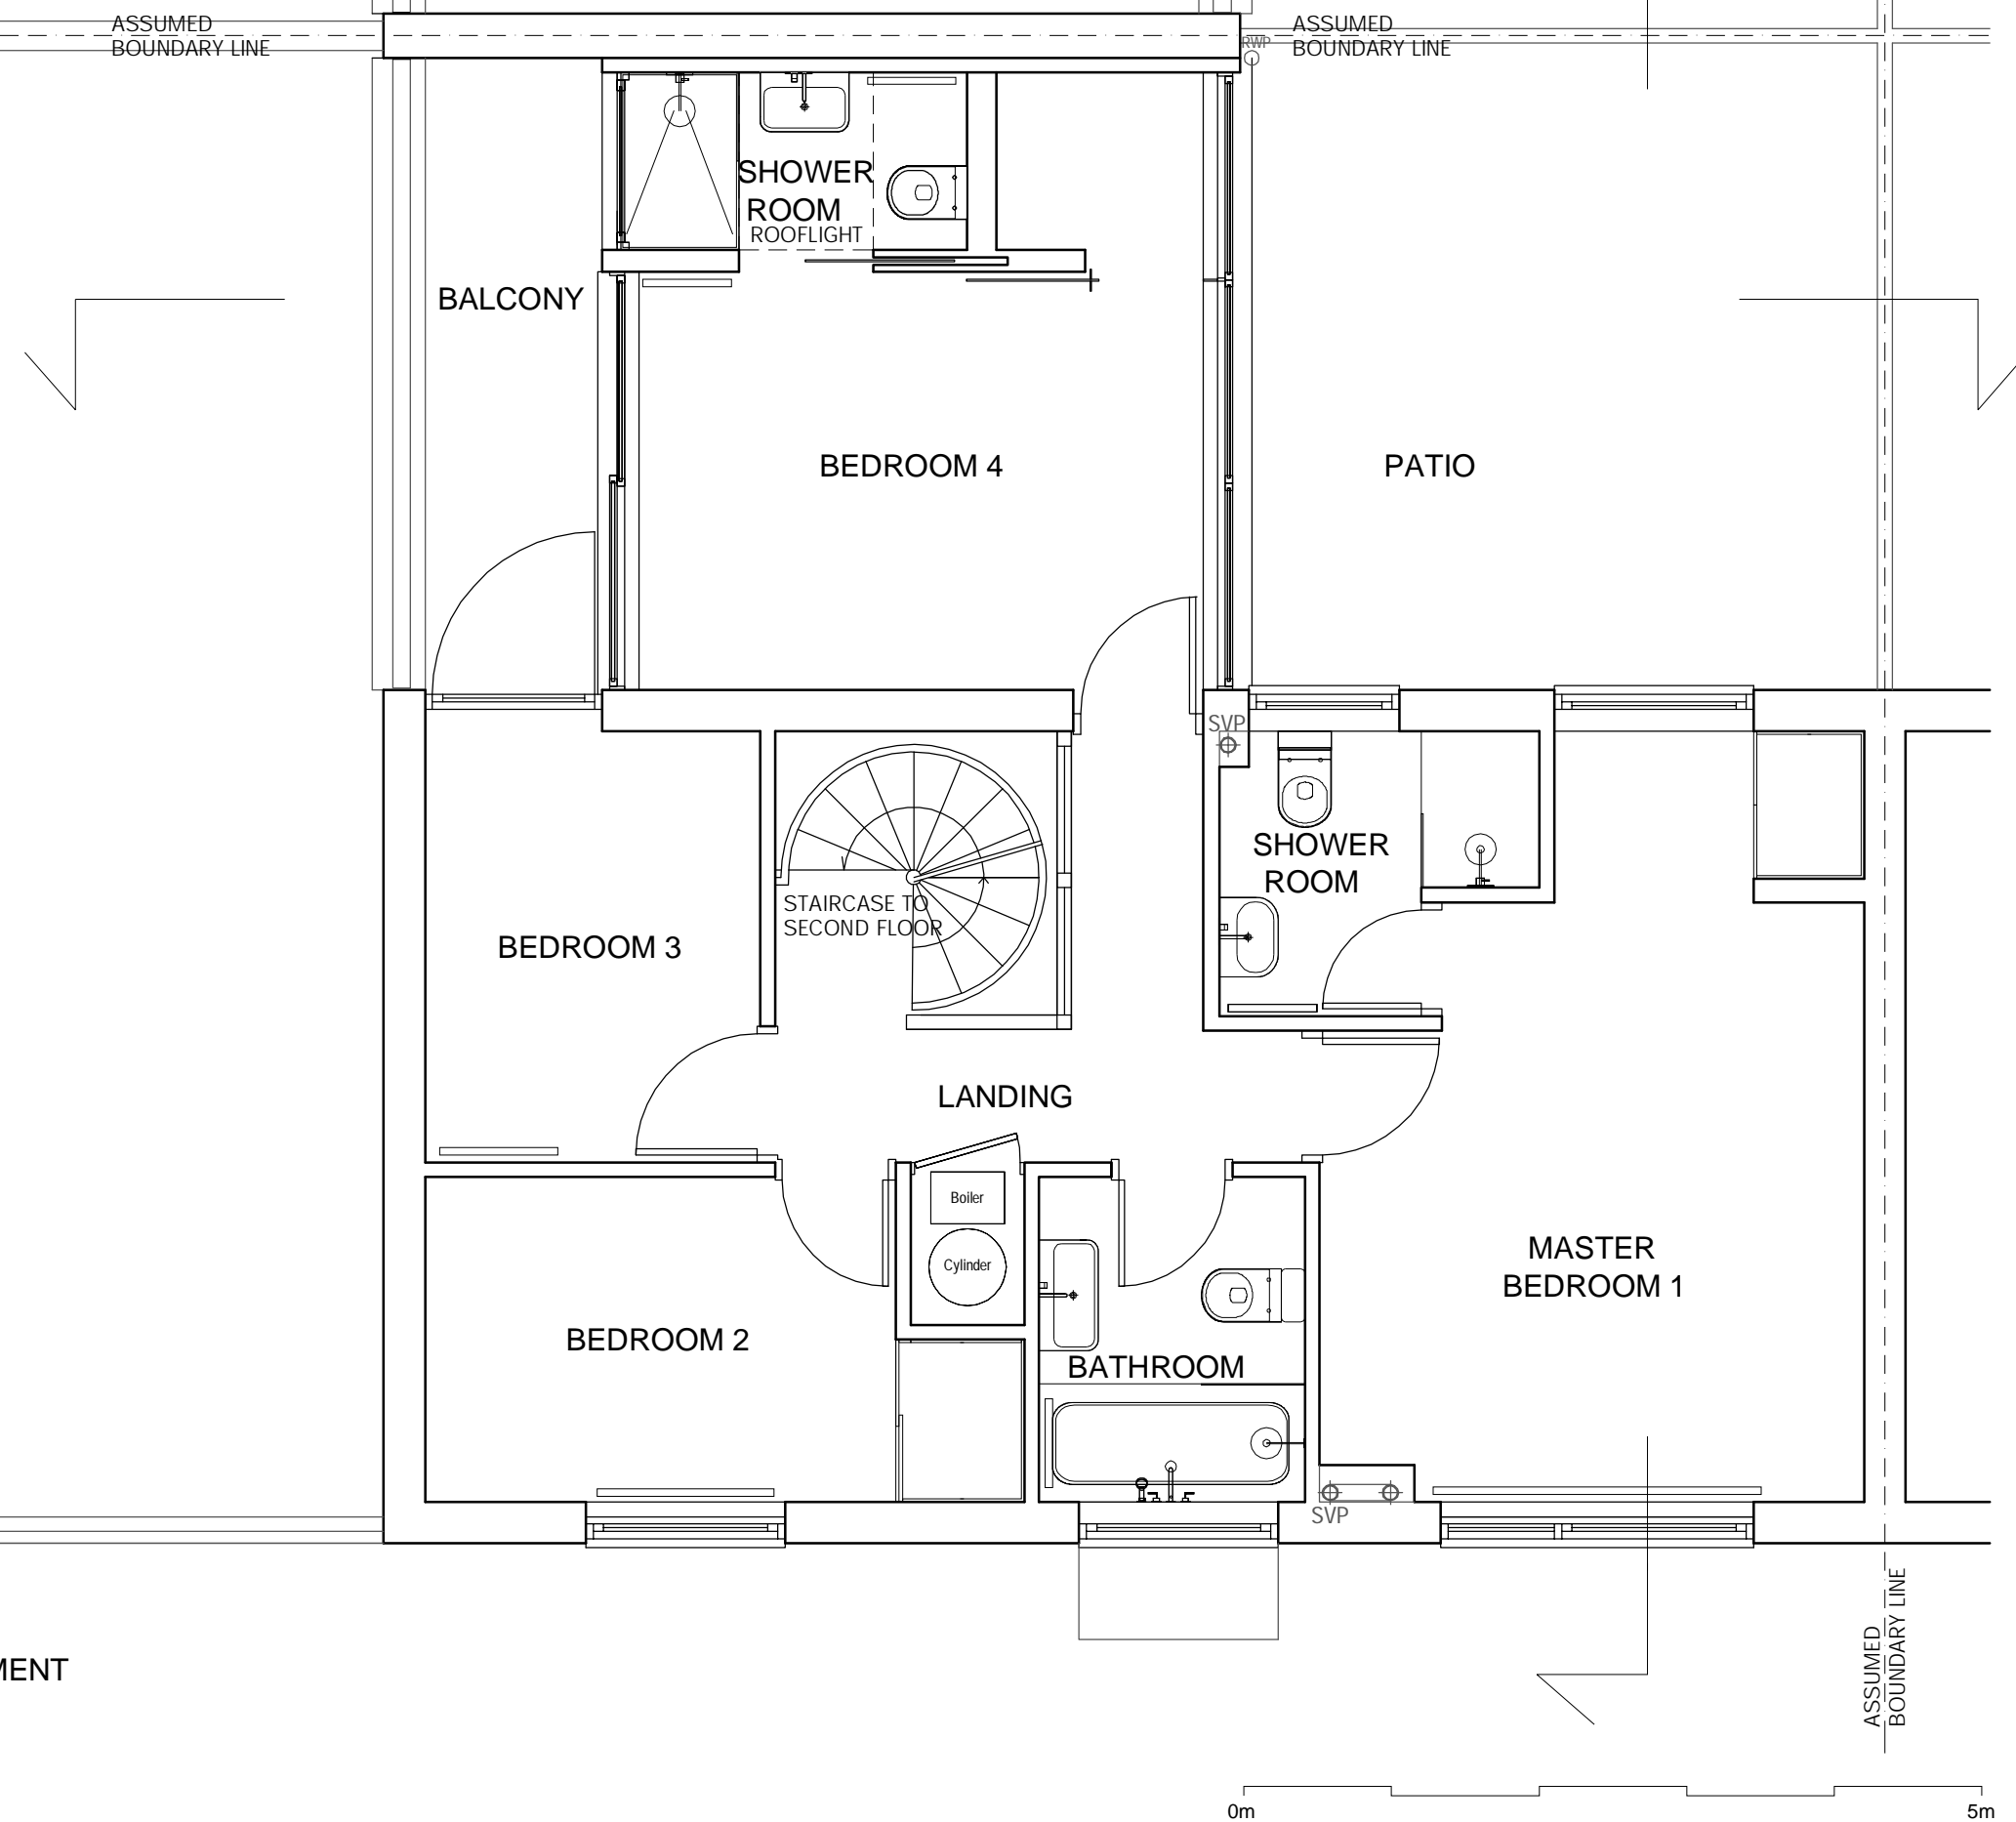 ASSUMED
BOUNDARY LINE
ASSUMED
BOUNDARY LINE
RWP
SHOWER
ROOM
ROOFLIGHT
BALCONY
BEDROOM 4
PATIO
SVP
SHOWER
ROOM
STAIRCASE TO
SECOND FLOOR
BEDROOM 3
LANDING
Boiler
Cylinder
MASTER
BEDROOM 1
BEDROOM 2
BATHROOM
SVP
ASSUMED
BOUNDARY LINE
MENT
0m
5m